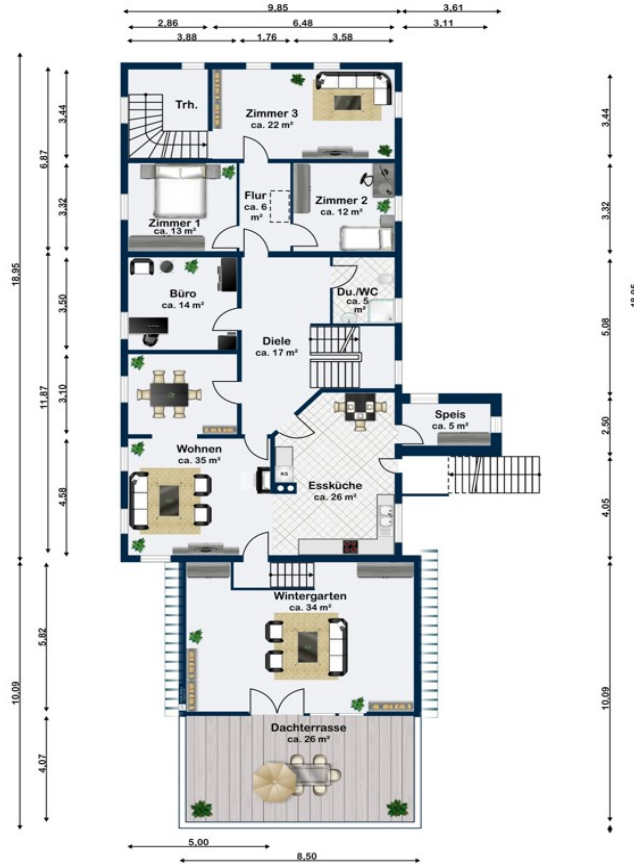 9.85
3.61
2.86
6.48
3.11
3.88
1.76
3.58
Trh.
Zimmer 3
ca. 22 m²
3.44
3.44
6.87
Flur
ca. 6
m²
Zimmer 2
ca. 12 m²
Zimmer 1
ca. 13 m²
3.32
3.32
18.95
18.95
Büro
ca. 14 m²
Du./WC
ca. 5
m²
3.50
5.08
Diele
ca. 17 m²
11.87
3.10
Speis
ca. 5 m²
2.50
Wohnen
ca. 35 m²
KS
Essküche
ca. 26 m²
4.58
4.05
Wintergarten
ca. 34 m²
5.82
10.09
10.09
Dachterrasse
ca. 26 m²
4.07
5,00
8,50